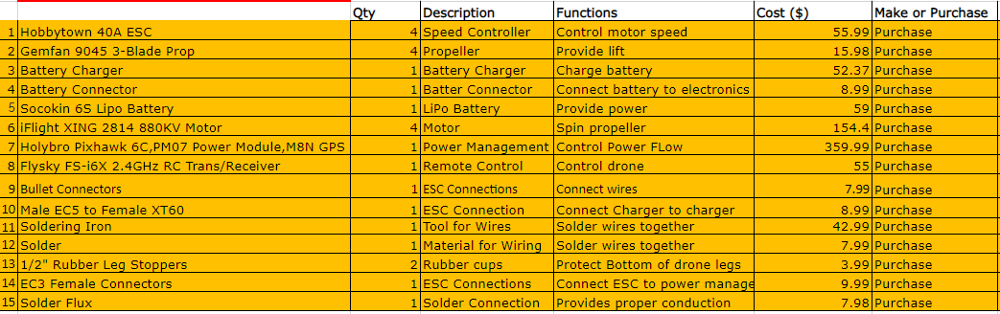 Qty Description Functions Cost ($) Make or Purchase
1 Hobbytown 40A ESC 4 Speed Controller Control motor speed 55.99 Purchase
2 Gemfan 9045 3-Blade Prop 4 Propeller Provide lift 15.98 Purchase
3 Battery Charger 1 Battery Charger Charge battery 52.37 Purchase
4 Battery Connector 1 Batter Connector Connect battery to electronics 8.99 Purchase
5 Socokin 6S Lipo Battery 1 LiPo Battery Provide power 59 Purchase
6 iFlight XING 2814 880KV Motor 4 Motor Spin propeller 154.4 Purchase
7 Holybro Pixhawk 6C,PM07 Power Module,M8N GPS 1 Power Management Control Power FLow 359.99 Purchase
8 Flysky FS-i6X 2.4GHz RC Trans/Receiver 1 Remote Control Control drone 55 Purchase
9 Bullet Connectors 1 ESC Connections Connect wires 7.99 Purchase
10 Male EC5 to Female XT60 1 ESC Connection Connect Charger to charger 8.99 Purchase
11 Soldering Iron 1 Tool for Wires Solder wires together 42.99 Purchase
12 Solder 1 Material for Wiring Solder wires together 7.99 Purchase
13 1/2" Rubber Leg Stoppers 2 Rubber cups Protect Bottom of drone legs 3.99 Purchase
14 EC3 Female Connectors 1 ESC Connections Connect ESC to power manage 9.99 Purchase
15 Solder Flux 1 Solder Connection Provides proper conduction 7.98 Purchase